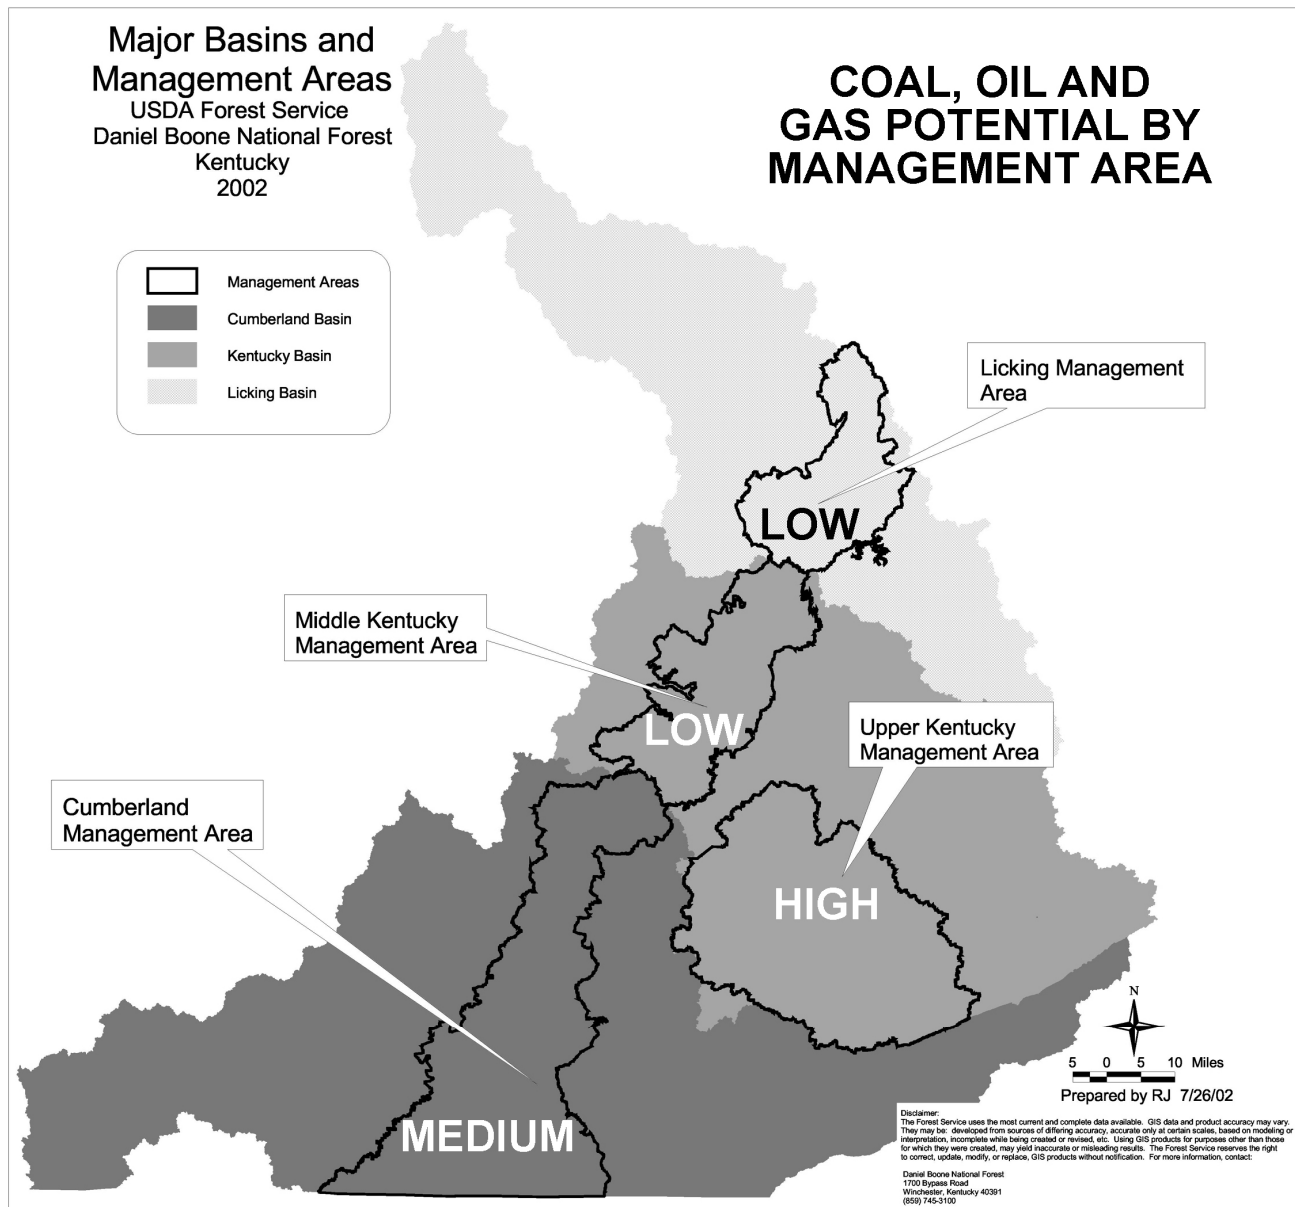 Major Basins and
Management Areas
USDA Forest Service
Daniel Boone National Forest
Kentucky
2002
COAL, OIL AND
GAS POTENTIAL BY
MANAGEMENT AREA
Management Areas
Cumberland Basin
Kentucky Basin
Licking Basin
Licking Management
Area
LOW
Middle Kentucky
Management Area
LOW
Upper Kentucky
Management Area
HIGH
Cumberland
Management Area
MEDIUM
N
5 0 5 10 Miles
Prepared by RJ 7/26/02
Disclaimer:
The Forest Service uses the most current and complete data available. GIS data and product accuracy may vary.
They may be: developed from sources of differing accuracy, accurate only at certain scales, based on modeling or
interpretation, incomplete while being created or revised, etc. Using GIS products for purposes other than those
for which they were created, may yield inaccurate or misleading results. The Forest Service reserves the right
to correct, update, modify, or replace, GIS products without notification. For more information, contact:
Daniel Boone National Forest
1700 Bypass Road
Winchester, Kentucky 40391
(859) 745-3100